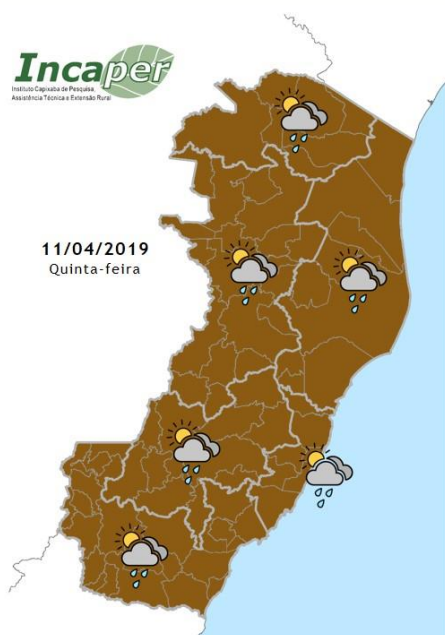 Incaper
Instituto Capixaba de Pesquisa,
Assistência Técnica e Extensão Rural
11/04/2019
Quinta-feira